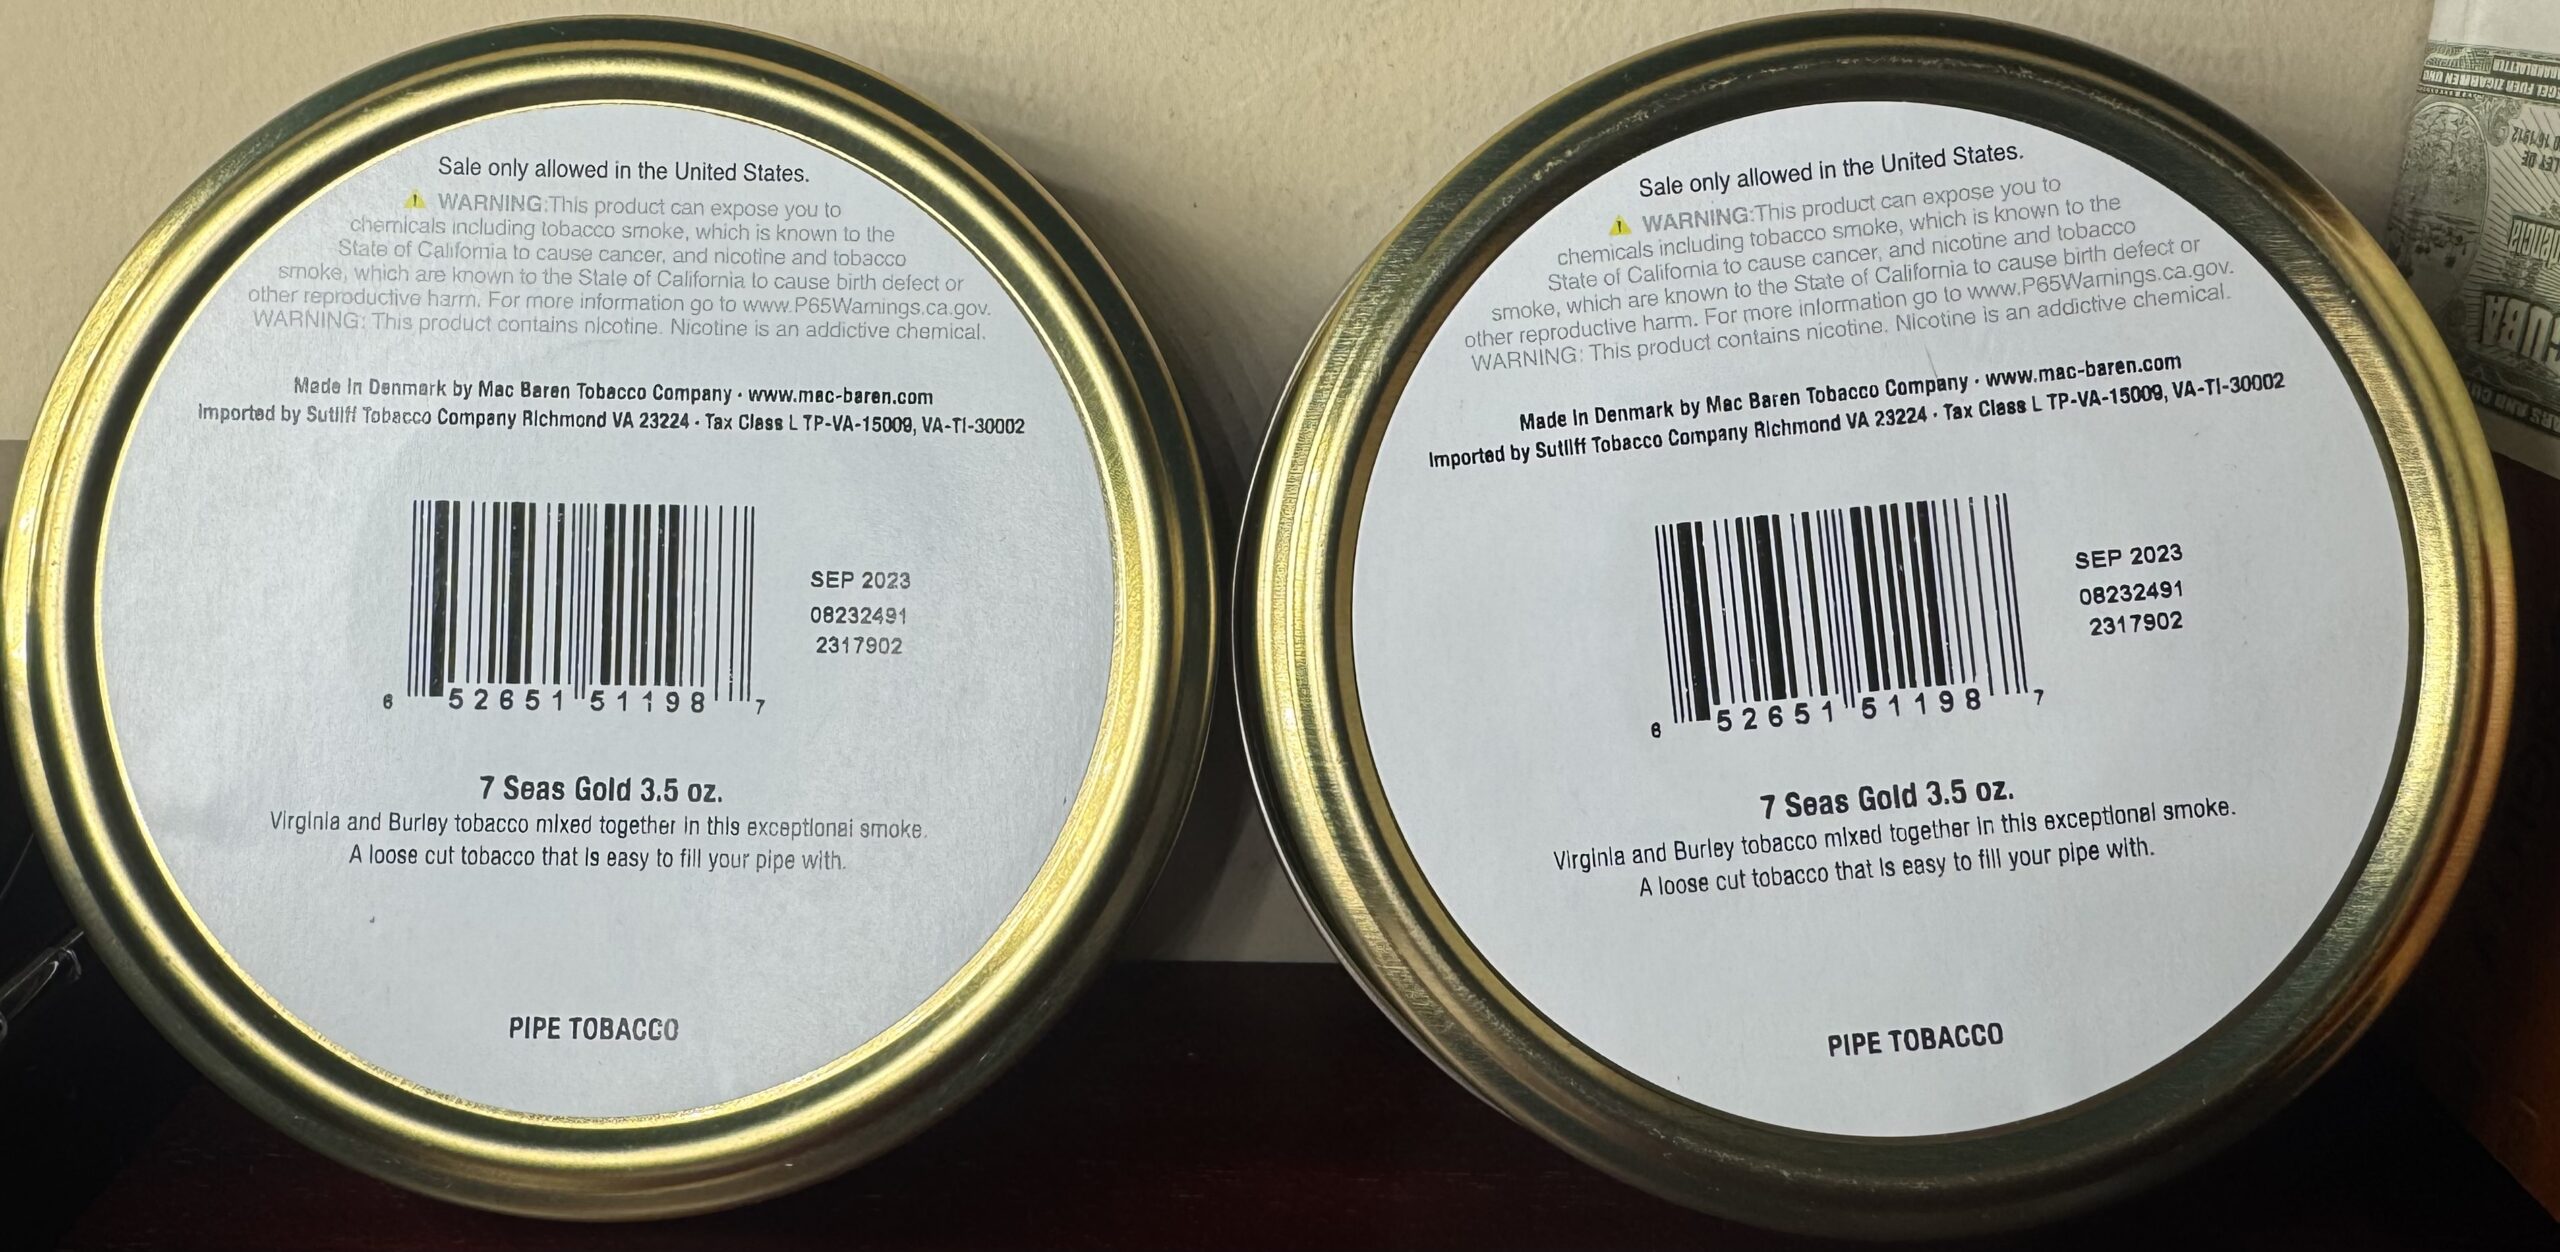 Sale only allowed in the United States.
⚠ WARNING:This product can expose you to
chemicals including tobacco smoke, which is known to the
State of California to cause cancer, and nicotine and tobacco
smoke, which are known to the State of California to cause birth defect or
other reproductive harm. For more information go to www.P65Warnings.ca.gov.
WARNING: This product contains nicotine. Nicotine is an addictive chemical.
Made in Denmark by Mac Baren Tobacco Company · www.mac-baren.com
Imported by Sutliff Tobacco Company Richmond VA 23224 · Tax Class L TP-VA-15009, VA-TI-30002
SEP 2023
08232491
2317902
6 52651 51198 7
7 Seas Gold 3.5 oz.
Virginia and Burley tobacco mixed together in this exceptional smoke.
A loose cut tobacco that is easy to fill your pipe with.
PIPE TOBACCO
Sale only allowed in the United States.
⚠ WARNING:This product can expose you to
chemicals including tobacco smoke, which is known to the
State of California to cause cancer, and nicotine and tobacco
smoke, which are known to the State of California to cause birth defect or
other reproductive harm. For more information go to www.P65Warnings.ca.gov.
WARNING: This product contains nicotine. Nicotine is an addictive chemical.
Made in Denmark by Mac Baren Tobacco Company · www.mac-baren.com
Imported by Sutliff Tobacco Company Richmond VA 23224 · Tax Class L TP-VA-15009, VA-TI-30002
SEP 2023
08232491
2317902
6 52651 51198 7
7 Seas Gold 3.5 oz.
Virginia and Burley tobacco mixed together in this exceptional smoke.
A loose cut tobacco that is easy to fill your pipe with.
PIPE TOBACCO
CUBA
LEY DE
16 1912
ZIGARREN UND